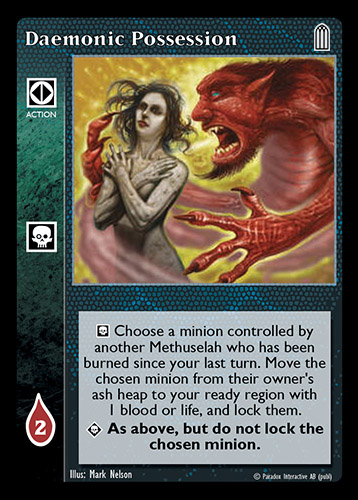 Daemonic Possession
ACTION
Choose a minion controlled by
another Methuselah who has been
burned since your last turn. Move the
chosen minion from their owner's
ash heap to your ready region with
1 blood or life, and lock them.
As above, but do not lock the
chosen minion.
2
Illus: Mark Nelson
© Paradox Interactive AB (publ)